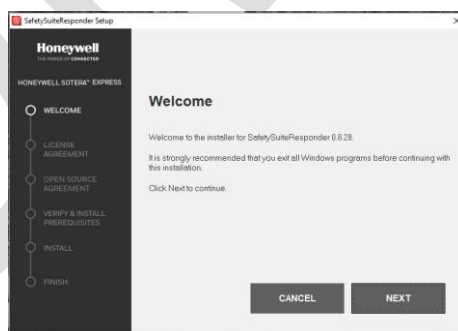 SafetySuiteResponder Setup
Honeywell
THE POWER OF CONNECTED
HONEYWELL SOTERA™ EXPRESS
WELCOME
LICENSE
AGREEMENT
OPEN SOURCE
AGREEMENT
VERIFY & INSTALL
PREREQUISITES
INSTALL
FINISH
Welcome
Welcome to the installer for SafetySuiteResponder 0.8.28.
It is strongly recommended that you exit all Windows programs before continuing with
this installation.
Click Next to continue.
CANCEL
NEXT